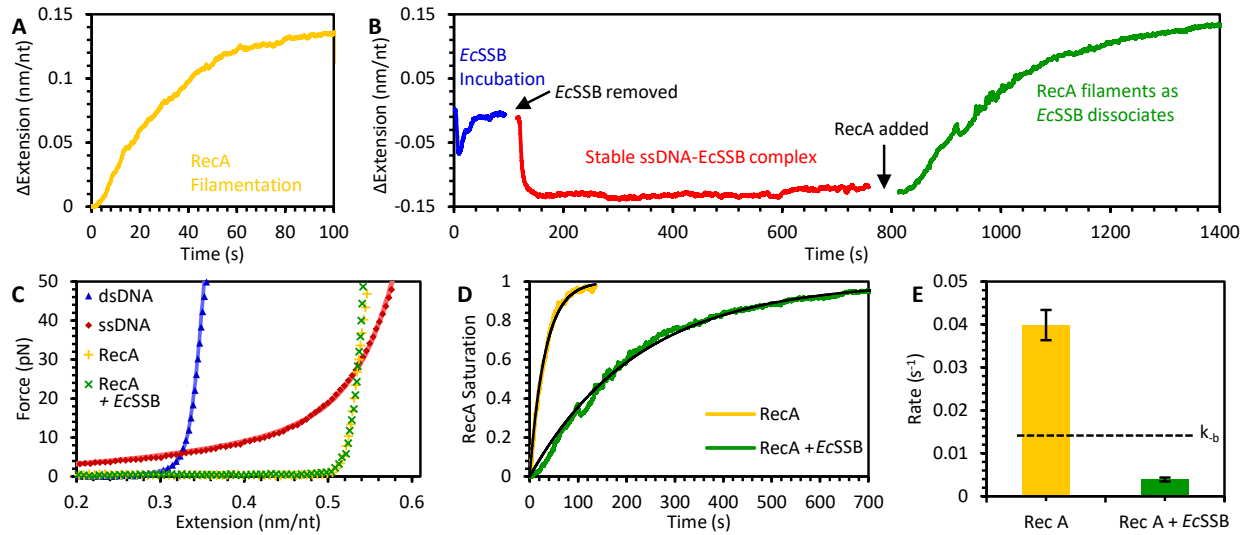 A
ΔExtension (nm/nt)
0.15
0.1
0.05
0
RecA
Filamentation
0 20 40 60 80 100
Time (s)
B
ΔExtension (nm/nt)
0.15
0.05
-0.05
-0.15
EcSSB
Incubation
EcSSB removed
Stable ssDNA-EcSSB complex
RecA added
RecA filaments as
EcSSB dissociates
0 200 400 600 800 1000 1200 1400
Time (s)
C
Force (pN)
50
40
30
20
10
0
dsDNA
ssDNA
RecA
RecA
+ EcSSB
0.2 0.3 0.4 0.5 0.6
Extension (nm/nt)
D
RecA Saturation
1
0.8
0.6
0.4
0.2
0
RecA
RecA + EcSSB
0 100 200 300 400 500 600 700
Time (s)
E
Rate (s⁻¹)
0.05
0.04
0.03
0.002
0.001
0
k-b
Rec A Rec A + EcSSB